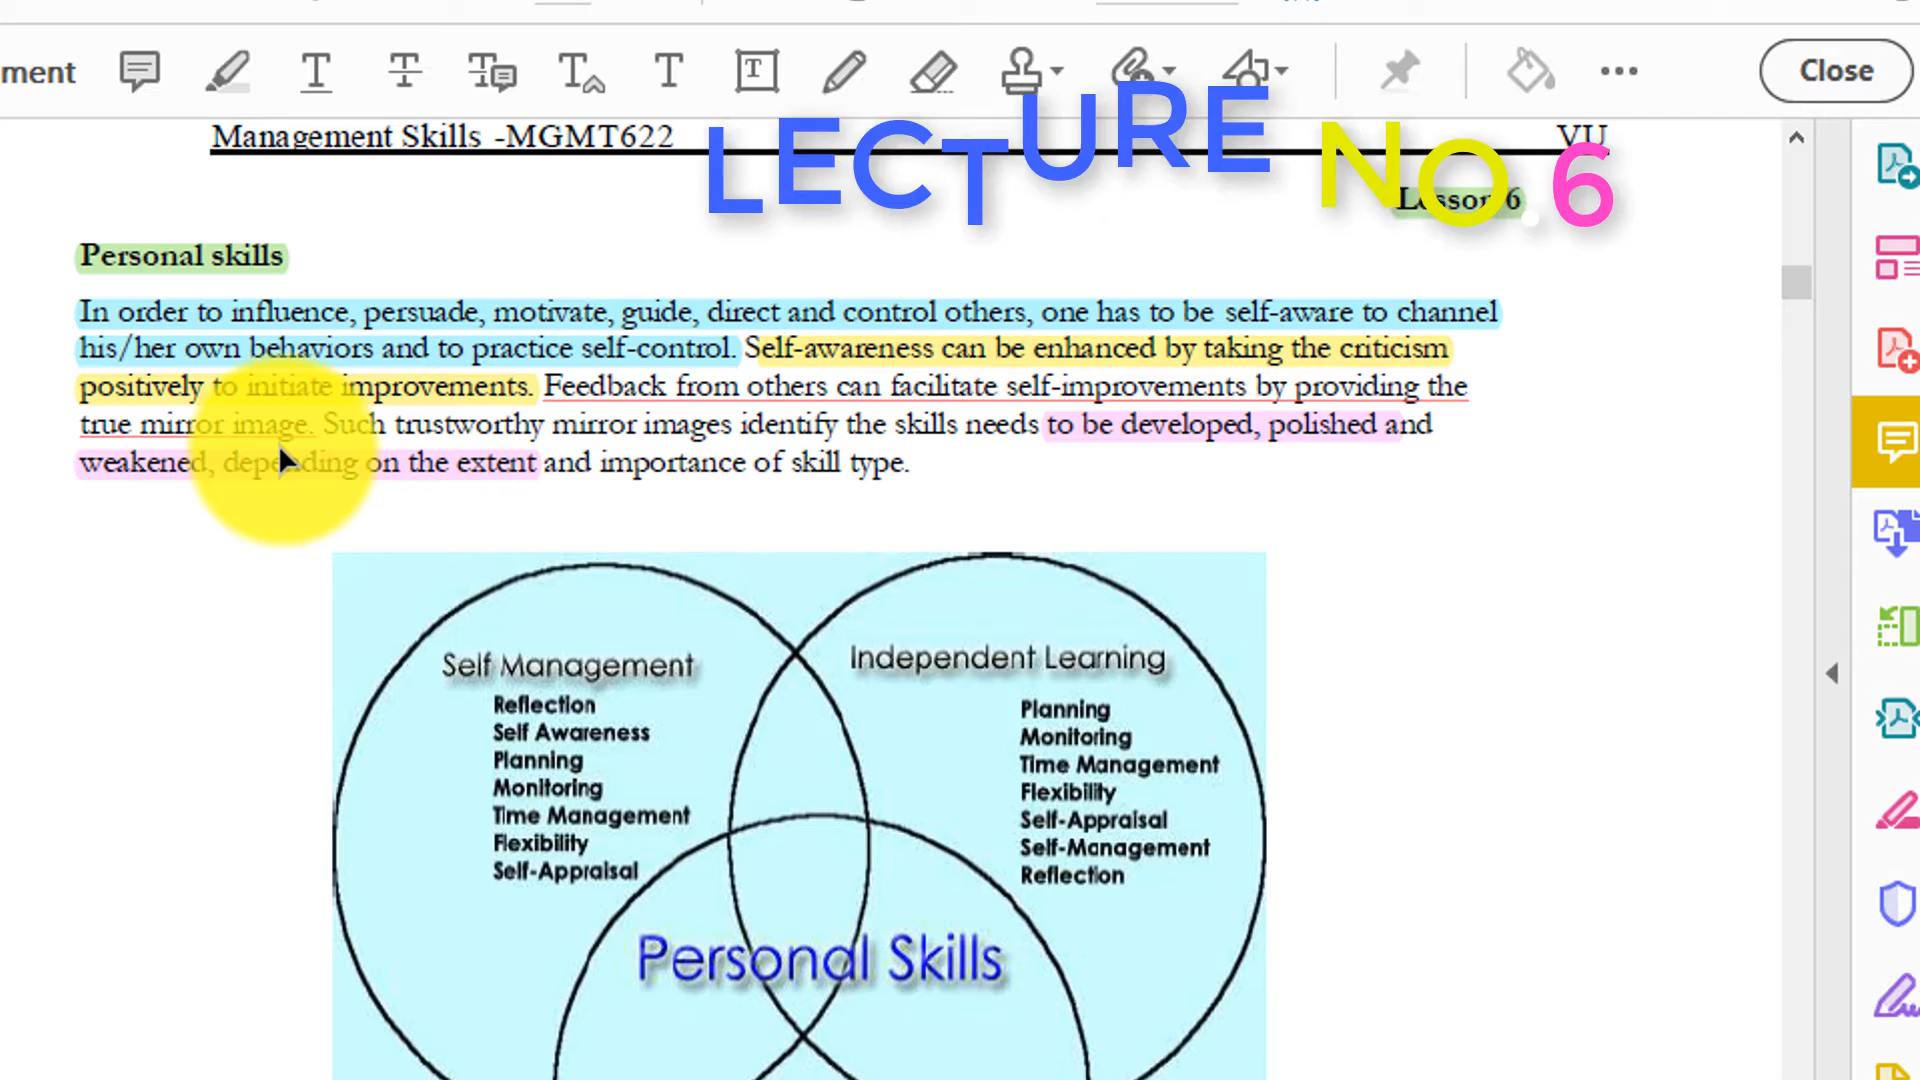 ment
Close
Management Skills -MGMT622
VU
LECTURE NO. 6
Lesson 6
Personal skills
In order to influence, persuade, motivate, guide, direct and control others, one has to be self-aware to channel
his/her own behaviors and to practice self-control. Self-awareness can be enhanced by taking the criticism
positively to initiate improvements. Feedback from others can facilitate self-improvements by providing the
true mirror image. Such trustworthy mirror images identify the skills needs to be developed, polished and
weakened, depending on the extent and importance of skill type.
Self Management
Reflection
Self Awareness
Planning
Monitoring
Time Management
Flexibility
Self-Appraisal
Independent Learning
Planning
Monitoring
Time Management
Flexibility
Self-Appraisal
Self-Management
Reflection
Personal Skills